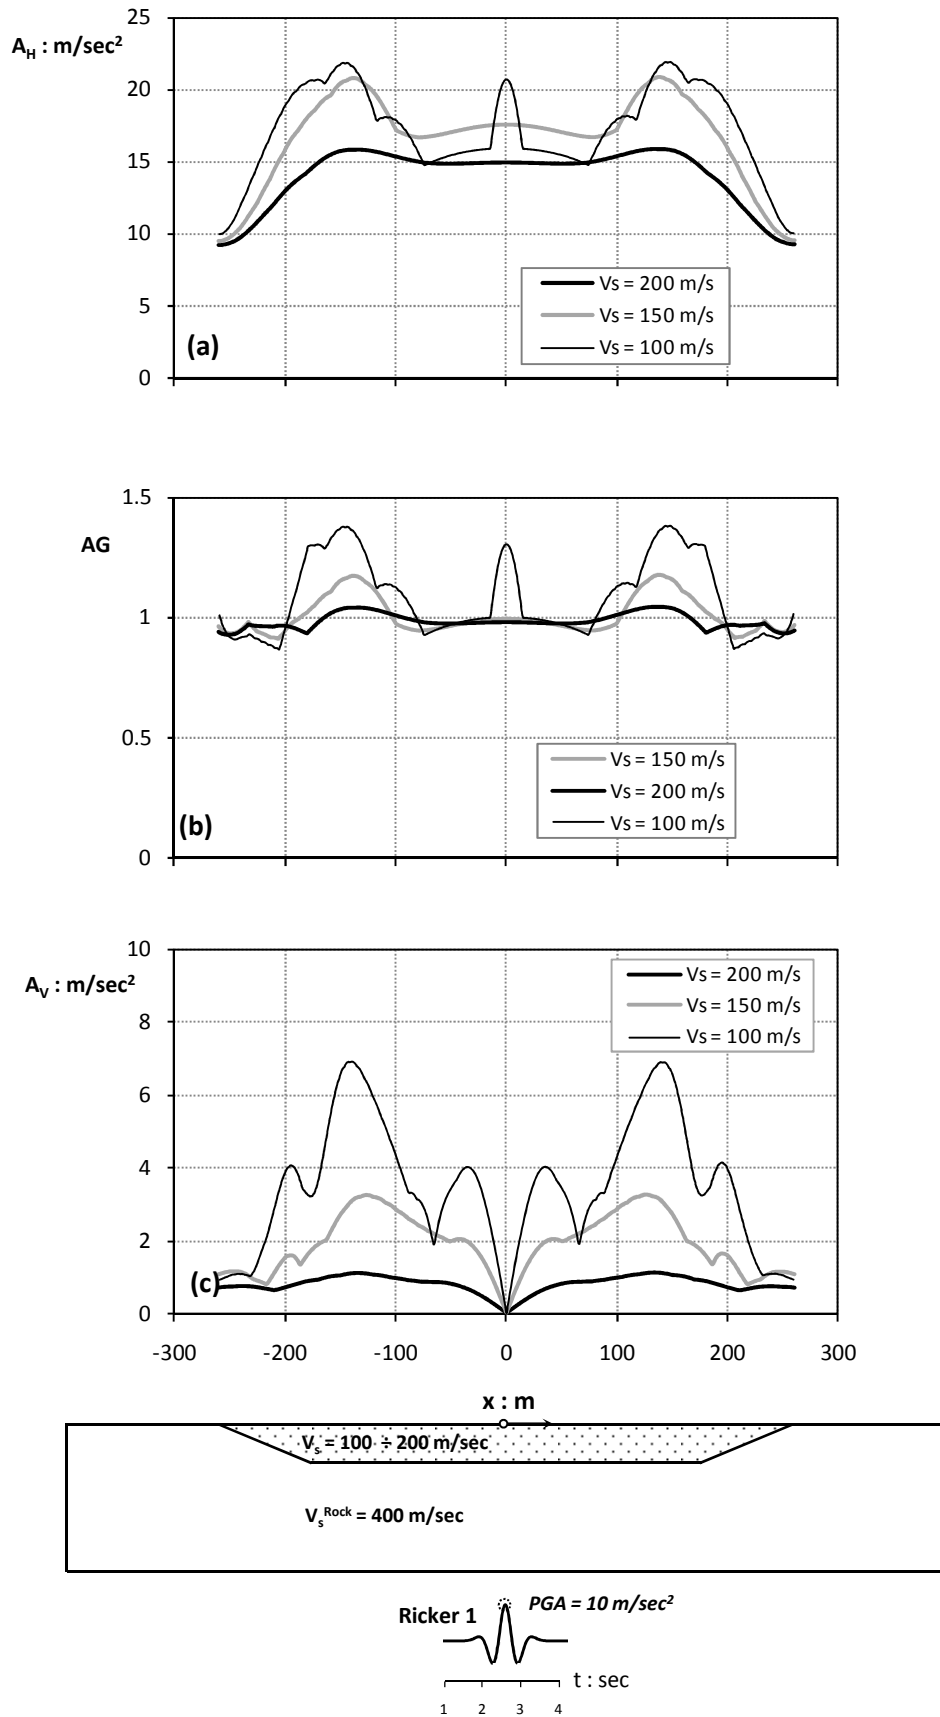 25
A_H : m/sec²
20
15
10
5
0
(a)
Vs = 200 m/s
Vs = 150 m/s
Vs = 100 m/s
1.5
AG
1
0.5
0
(b)
Vs = 150 m/s
Vs = 200 m/s
Vs = 100 m/s
10
A_V : m/sec²
8
6
4
2
0
(c)
Vs = 200 m/s
Vs = 150 m/s
Vs = 100 m/s
-300 -200 -100 0 100 200 300
x : m
V_s = 100 ÷ 200 m/sec
V_s^Rock = 400 m/sec
PGA = 10 m/sec²
Ricker 1
t : sec
1 2 3 4